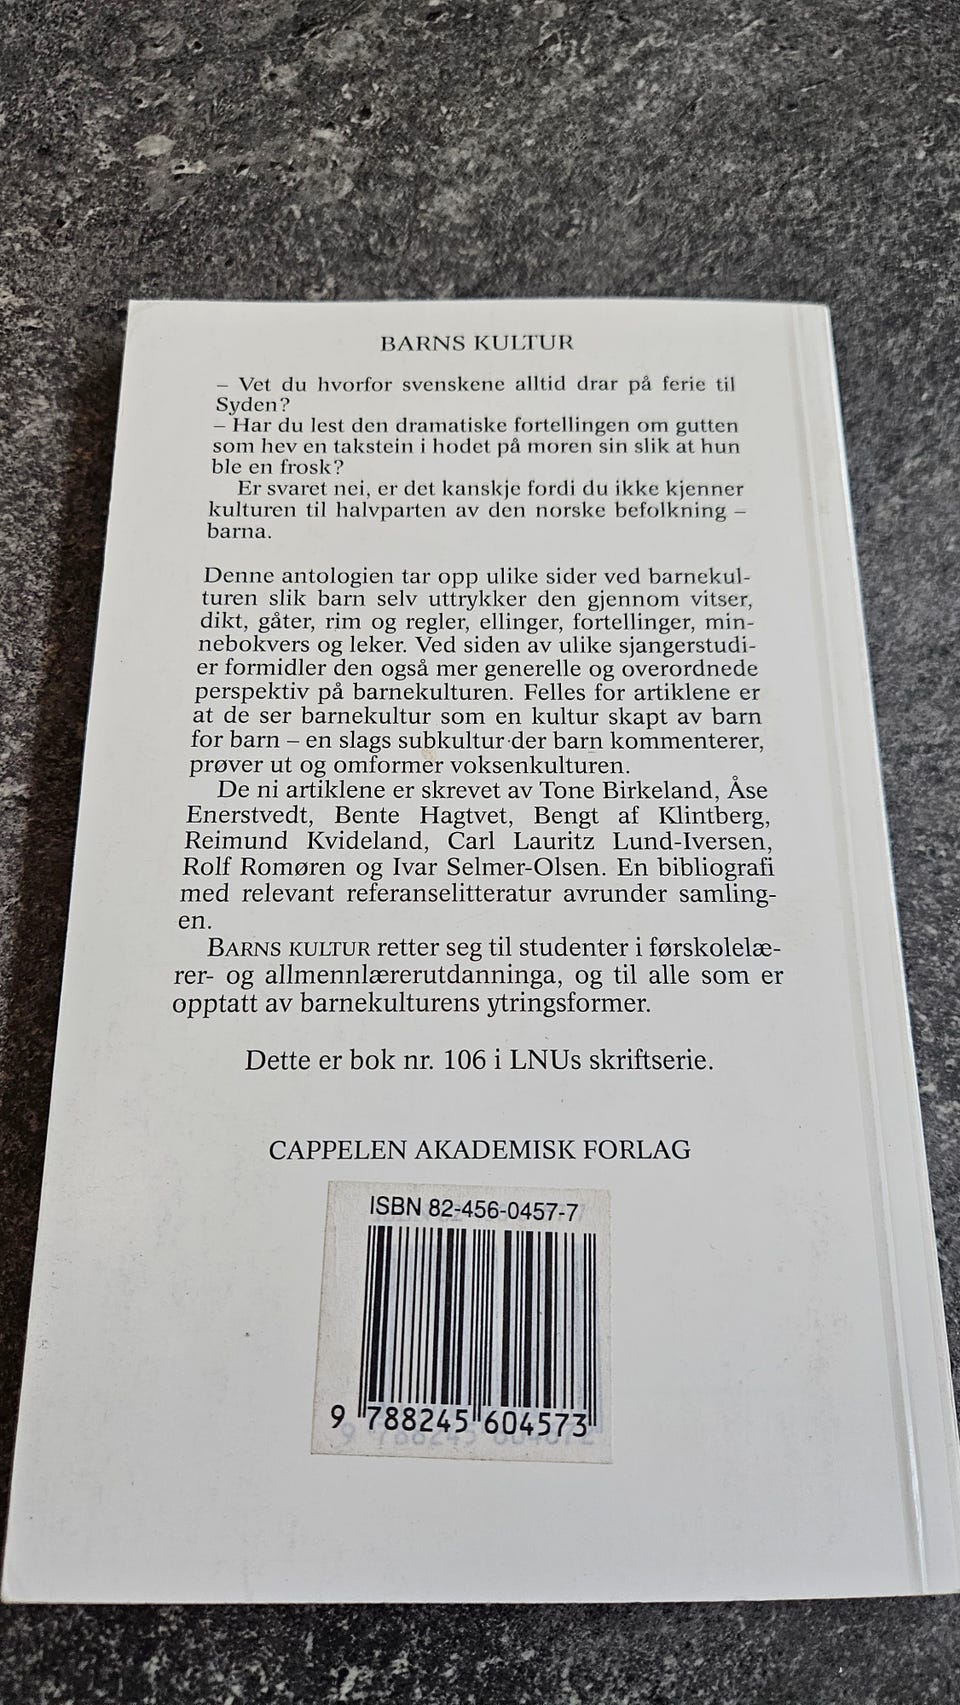 BARNS KULTUR
– Vet du hvorfor svenskene alltid drar på ferie til
Syden?
– Har du lest den dramatiske fortellingen om gutten
som hev en takstein i hodet på moren sin slik at hun
ble en frosk?
Er svaret nei, er det kanskje fordi du ikke kjenner
kulturen til halvparten av den norske befolkning –
barna.
Denne antologien tar opp ulike sider ved barnekul-
turen slik barn selv uttrykker den gjennom vitser,
dikt, gåter, rim og regler, ellinger, fortellinger, min-
nebokvers og leker. Ved siden av ulike sjangerstudi-
er formidler den også mer generelle og overordnede
perspektiv på barnekulturen. Felles for artiklene er
at de ser barnekultur som en kultur skapt av barn
for barn – en slags subkultur der barn kommenterer,
prøver ut og omformer voksenkulturen.
De ni artiklene er skrevet av Tone Birkeland, Åse
Enerstvedt, Bente Hagtvet, Bengt af Klintberg,
Reimund Kvideland, Carl Lauritz Lund-Iversen,
Rolf Romøren og Ivar Selmer-Olsen. En bibliografi
med relevant referanselitteratur avrunder samling-
en.
BARNS KULTUR retter seg til studenter i førskolelæ-
rer- og allmennlærerutdanninga, og til alle som er
opptatt av barnekulturens ytringsformer.
Dette er bok nr. 106 i LNUs skriftserie.
CAPPELEN AKADEMISK FORLAG
ISBN 82-456-0457-7
9 788245 604573